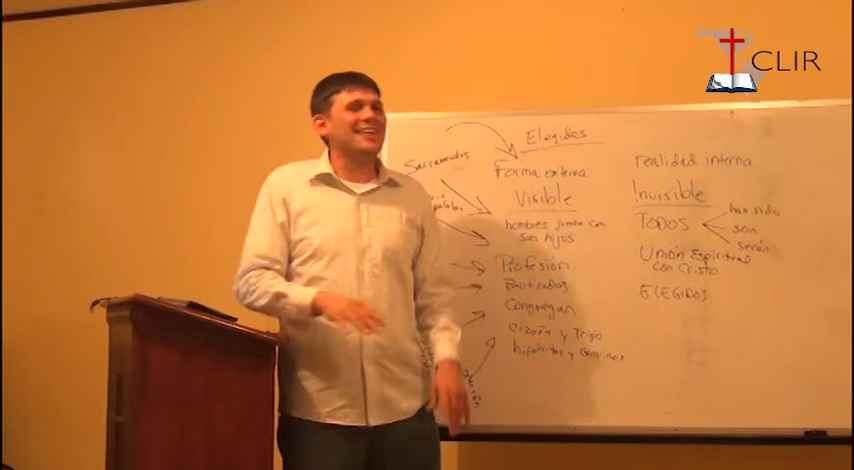 CLIR
Elegidos
Sacramentos
Forma externa
Visible
hombres junto con
sus hijos
Profesión
Bautizados
Congregan
cizaña y Trigo
hipócritas y Genuinos
realidad interna
Invisible
TODOS
han sido
son
serán
Unión Espiritual
con Cristo
ELEGIDOS